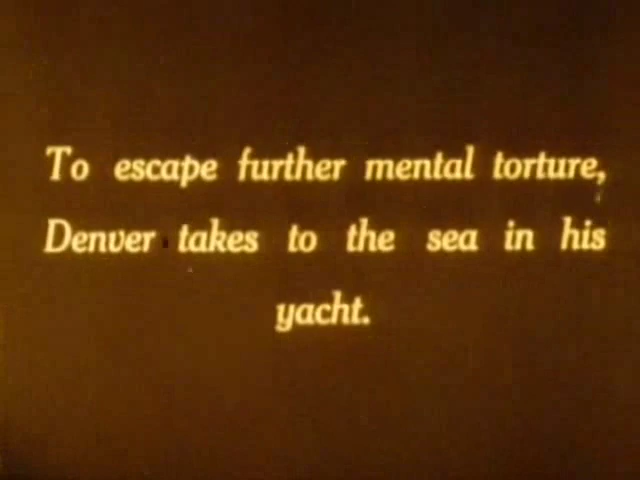 To escape further mental torture,
Denver takes to the sea in his
yacht.